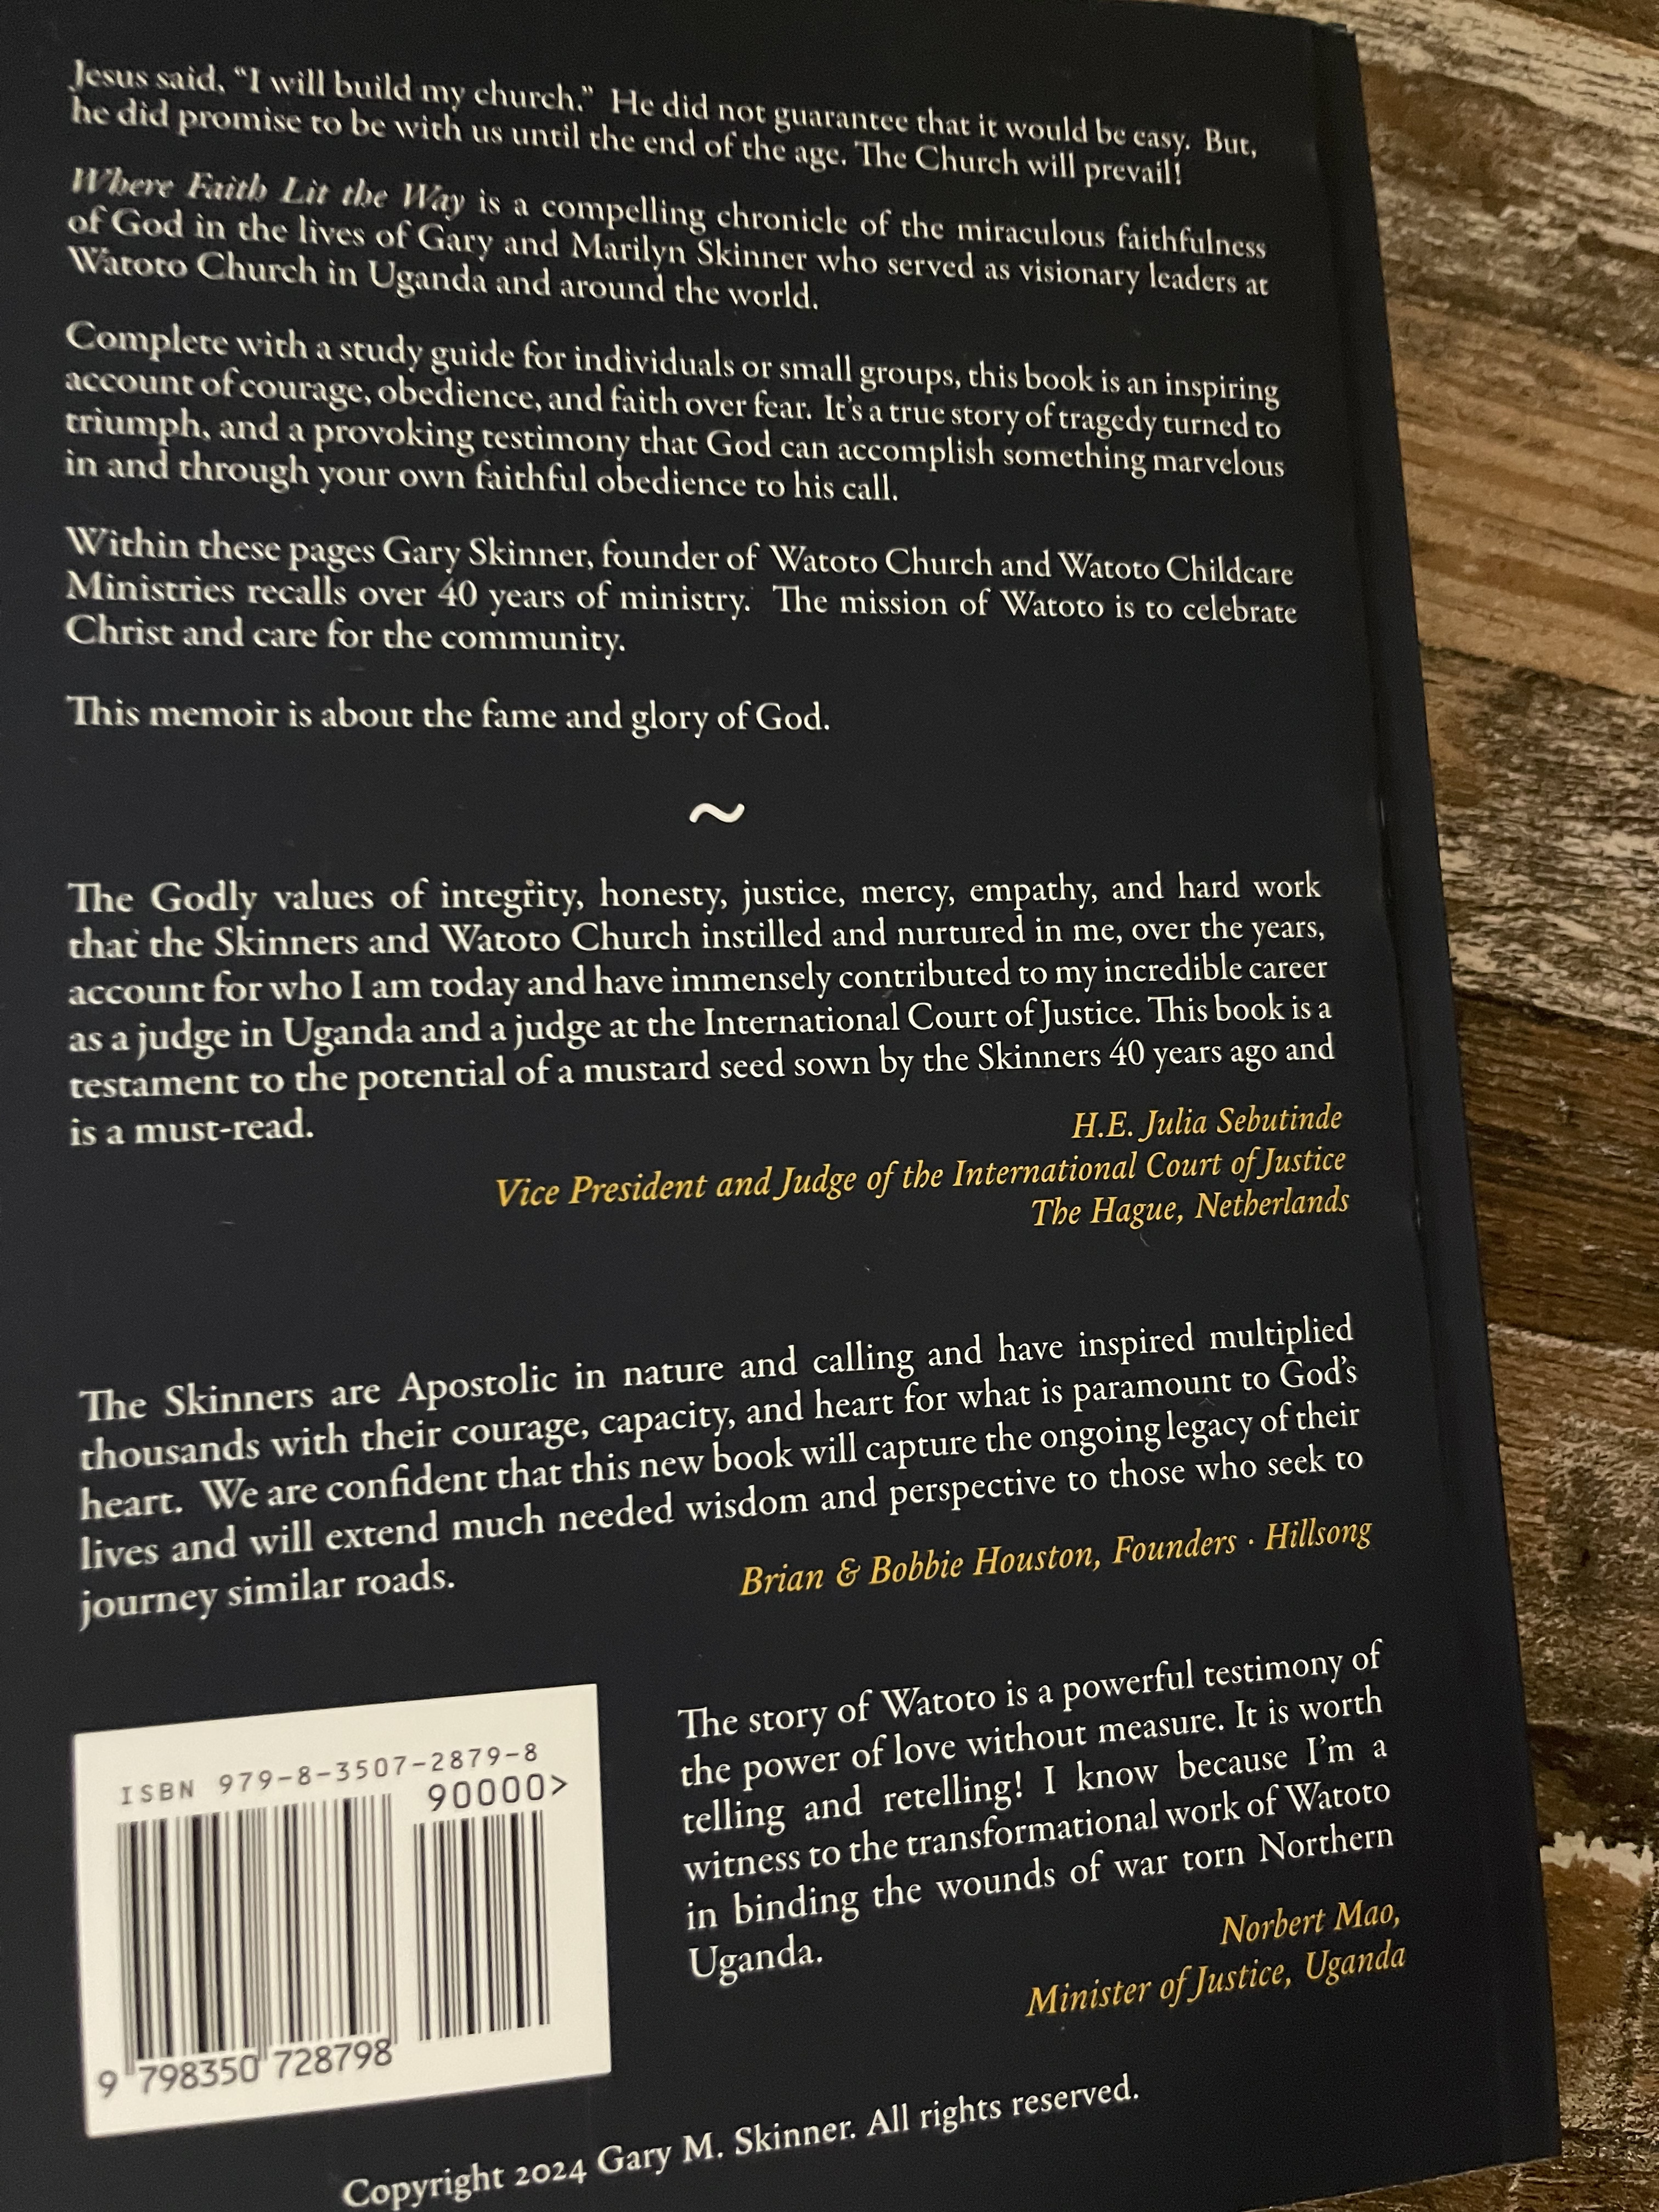 Jesus said, “I will build my church.” He did not guarantee that it would be easy. But,
he did promise to be with us until the end of the age. The Church will prevail!
Where Faith Lit the Way is a compelling chronicle of the miraculous faithfulness
of God in the lives of Gary and Marilyn Skinner who served as visionary leaders at
Watoto Church in Uganda and around the world.
Complete with a study guide for individuals or small groups, this book is an inspiring
account of courage, obedience, and faith over fear. It’s a true story of tragedy turned to
triumph, and a provoking testimony that God can accomplish something marvelous
in and through your own faithful obedience to his call.
Within these pages Gary Skinner, founder of Watoto Church and Watoto Childcare
Ministries recalls over 40 years of ministry. The mission of Watoto is to celebrate
Christ and care for the community.
This memoir is about the fame and glory of God.
~
The Godly values of integrity, honesty, justice, mercy, empathy, and hard work
that the Skinners and Watoto Church instilled and nurtured in me, over the years,
account for who I am today and have immensely contributed to my incredible career
as a judge in Uganda and a judge at the International Court of Justice. This book is a
testament to the potential of a mustard seed sown by the Skinners 40 years ago and
is a must-read.
H.E. Julia Sebutinde
Vice President and Judge of the International Court of Justice
The Hague, Netherlands
The Skinners are Apostolic in nature and calling and have inspired multiplied
thousands with their courage, capacity, and heart for what is paramount to God’s
heart. We are confident that this new book will capture the ongoing legacy of their
lives and will extend much needed wisdom and perspective to those who seek to
journey similar roads.
Brian & Bobbie Houston, Founders · Hillsong
The story of Watoto is a powerful testimony of
the power of love without measure. It is worth
telling and retelling! I know because I’m a
witness to the transformational work of Watoto
in binding the wounds of war torn Northern
Uganda.
Norbert Mao,
Minister of Justice, Uganda
ISBN 979-8-3507-2879-8
90000>
9 798350 728798
Copyright 2024 Gary M. Skinner. All rights reserved.